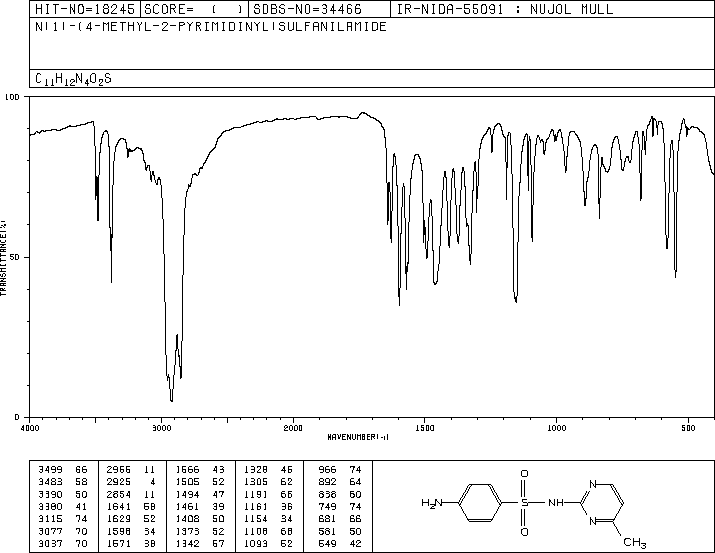 HIT-NO=18245 SCORE= ( ) SDBS-NO=34466 IR-NIDA-55091 : NUJOL MULL
N(1)-(4-METHYL-2-PYRIMIDINYL)SULFANILAMIDE
C11H12N4O2S
100
50
0
TRANSMITTANCE(%)
4000 3000 2000 1500 1000 500
WAVENUMBER(-1)
3499 66 2956 11 1566 43 1328 46 966 74
3483 58 2925 4 1505 52 1305 62 892 64
3390 50 2854 11 1494 47 1191 66 838 60
3380 41 1641 58 1461 39 1161 36 749 74
3115 74 1629 52 1408 50 1154 34 681 66
3077 70 1598 34 1373 52 1108 68 581 50
3037 70 1571 38 1342 57 1093 52 549 42
O
H2N
S
NH
N
N
O
CH3